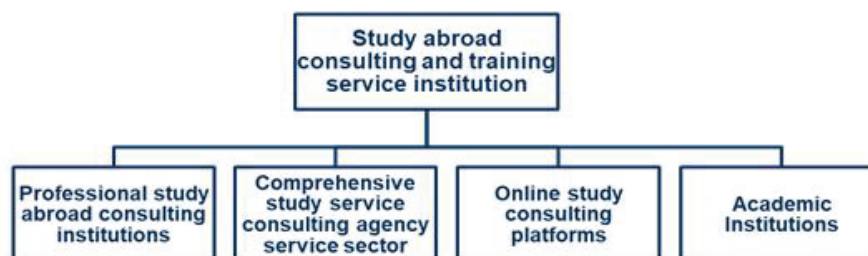 Study abroad
consulting and training
service institution
Professional study
abroad consulting
institutions
Comprehensive
study service
consulting agency
service sector
Online study
consulting
platforms
Academic
Institutions